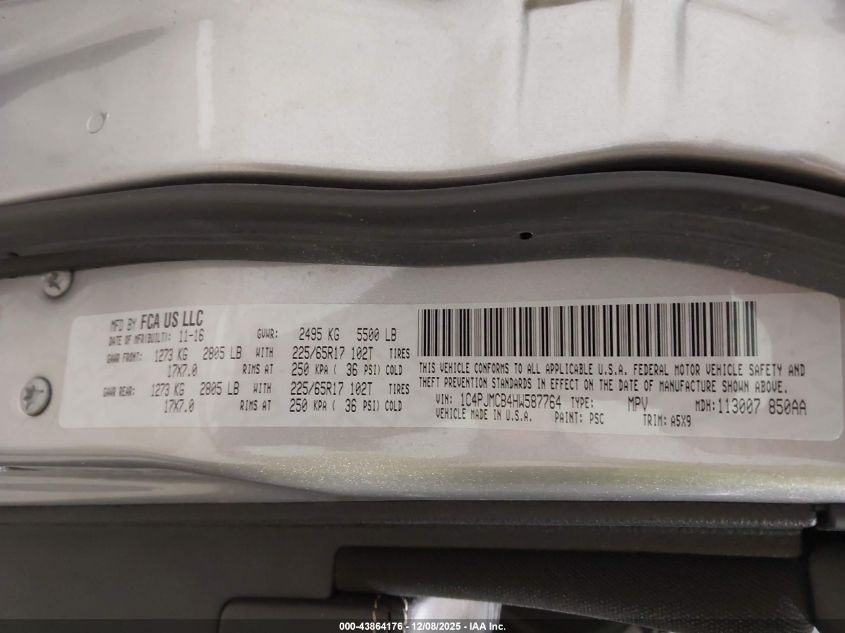 MFD BY FCA US LLC
DATE OF MFR(BUILT): 11-16
GVWR: 2495 KG 5500 LB
GAWR FRONT: 1273 KG 2805 LB WITH 225/65R17 102T TIRES
17X7.0 RIMS AT 250 KPA ( 36 PSI) COLD
GAWR REAR: 1273 KG 2805 LB WITH 225/65R17 102T TIRES
17X7.0 RIMS AT 250 KPA ( 36 PSI) COLD
THIS VEHICLE CONFORMS TO ALL APPLICABLE U.S.A. FEDERAL MOTOR VEHICLE SAFETY AND
THEFT PREVENTION STANDARDS IN EFFECT ON THE DATE OF MANUFACTURE SHOWN ABOVE.
VIN: 1C4PJMCB4HW587764 TYPE: MPV MDH: 113007 850AA
VEHICLE MADE IN U.S.A. PAINT: PSC TRIM: A5X9
000-43864176 - 12/08/2025 - IAA Inc.